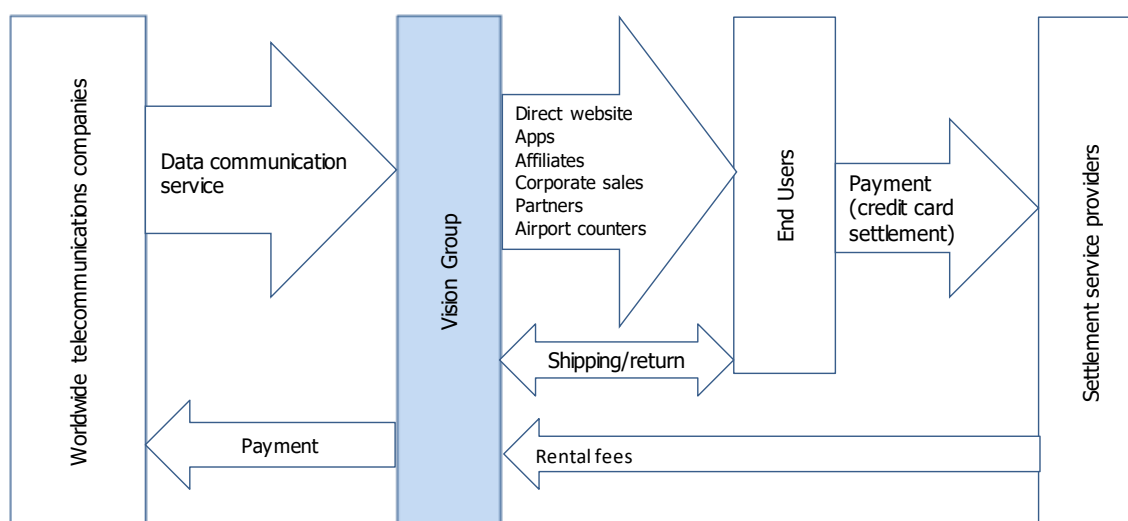 Worldwide telecommunications companies
Data communication
service
Payment
Vision Group
Direct website
Apps
Affiliates
Corporate sales
Partners
Airport counters
Shipping/return
Rental fees
End Users
Payment
(credit card
settlement)
Settlement service providers